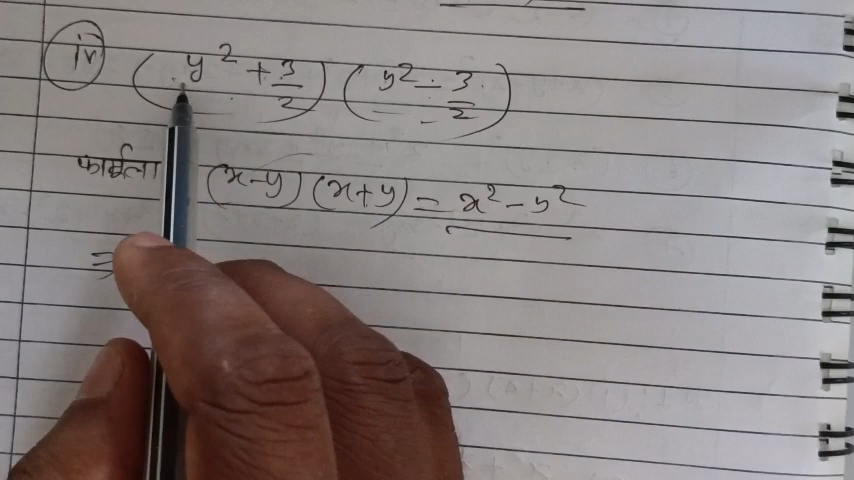 iv (y² + 3/2) (y² - 3/2)
फार्मूला (x-y) (x+y) = x² - y²
⇒